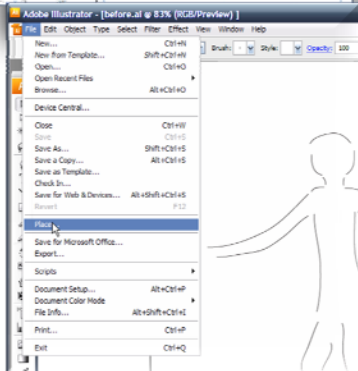 Adobe Illustrator - [before.ai @ 83% (RGB/Preview) ]
File Edit Object Type Select Filter Effect View Window Help
Brush: Style: Opacity: 100
New... Ctrl+N
New from Template... Shift+Ctrl+N
Open... Ctrl+O
Open Recent Files
Browse... Alt+Ctrl+O
Device Central...
Close Ctrl+W
Save Ctrl+S
Save As... Shift+Ctrl+S
Save a Copy... Alt+Ctrl+S
Save as Template...
Check In...
Save for Web & Devices... Alt+Shift+Ctrl+S
Revert F12
Place...
Save for Microsoft Office...
Export...
Scripts
Document Setup... Alt+Ctrl+P
Document Color Mode
File Info... Alt+Shift+Ctrl+I
Print... Ctrl+P
Exit Ctrl+Q